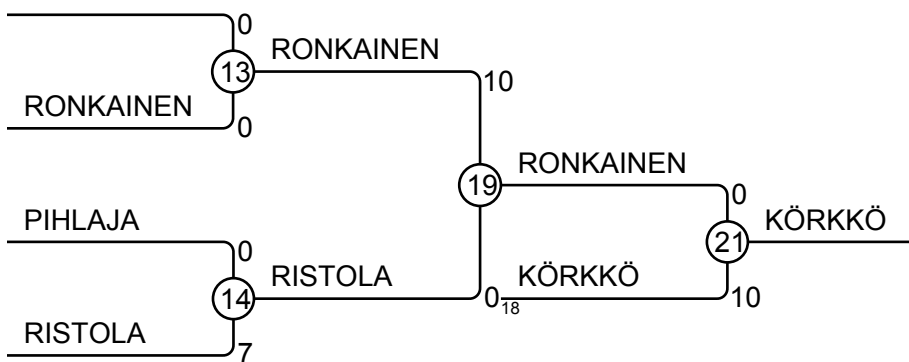 0
RONKAINEN
13
10
RONKAINEN
0
RONKAINEN
19
0
PIHLAJA
KÖRKKÖ
0
21
RISTOLA
KÖRKKÖ
14
0
18
10
RISTOLA
7